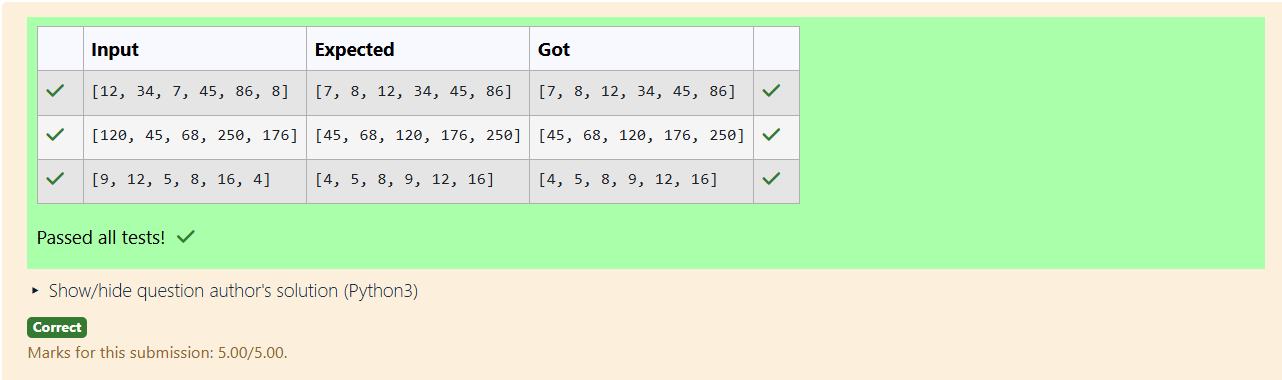 Input Expected Got
[12, 34, 7, 45, 86, 8] [7, 8, 12, 34, 45, 86] [7, 8, 12, 34, 45, 86]
[120, 45, 68, 250, 176] [45, 68, 120, 176, 250] [45, 68, 120, 176, 250]
[9, 12, 5, 8, 16, 4] [4, 5, 8, 9, 12, 16] [4, 5, 8, 9, 12, 16]
Passed all tests!
Show/hide question author's solution (Python3)
Correct
Marks for this submission: 5.00/5.00.